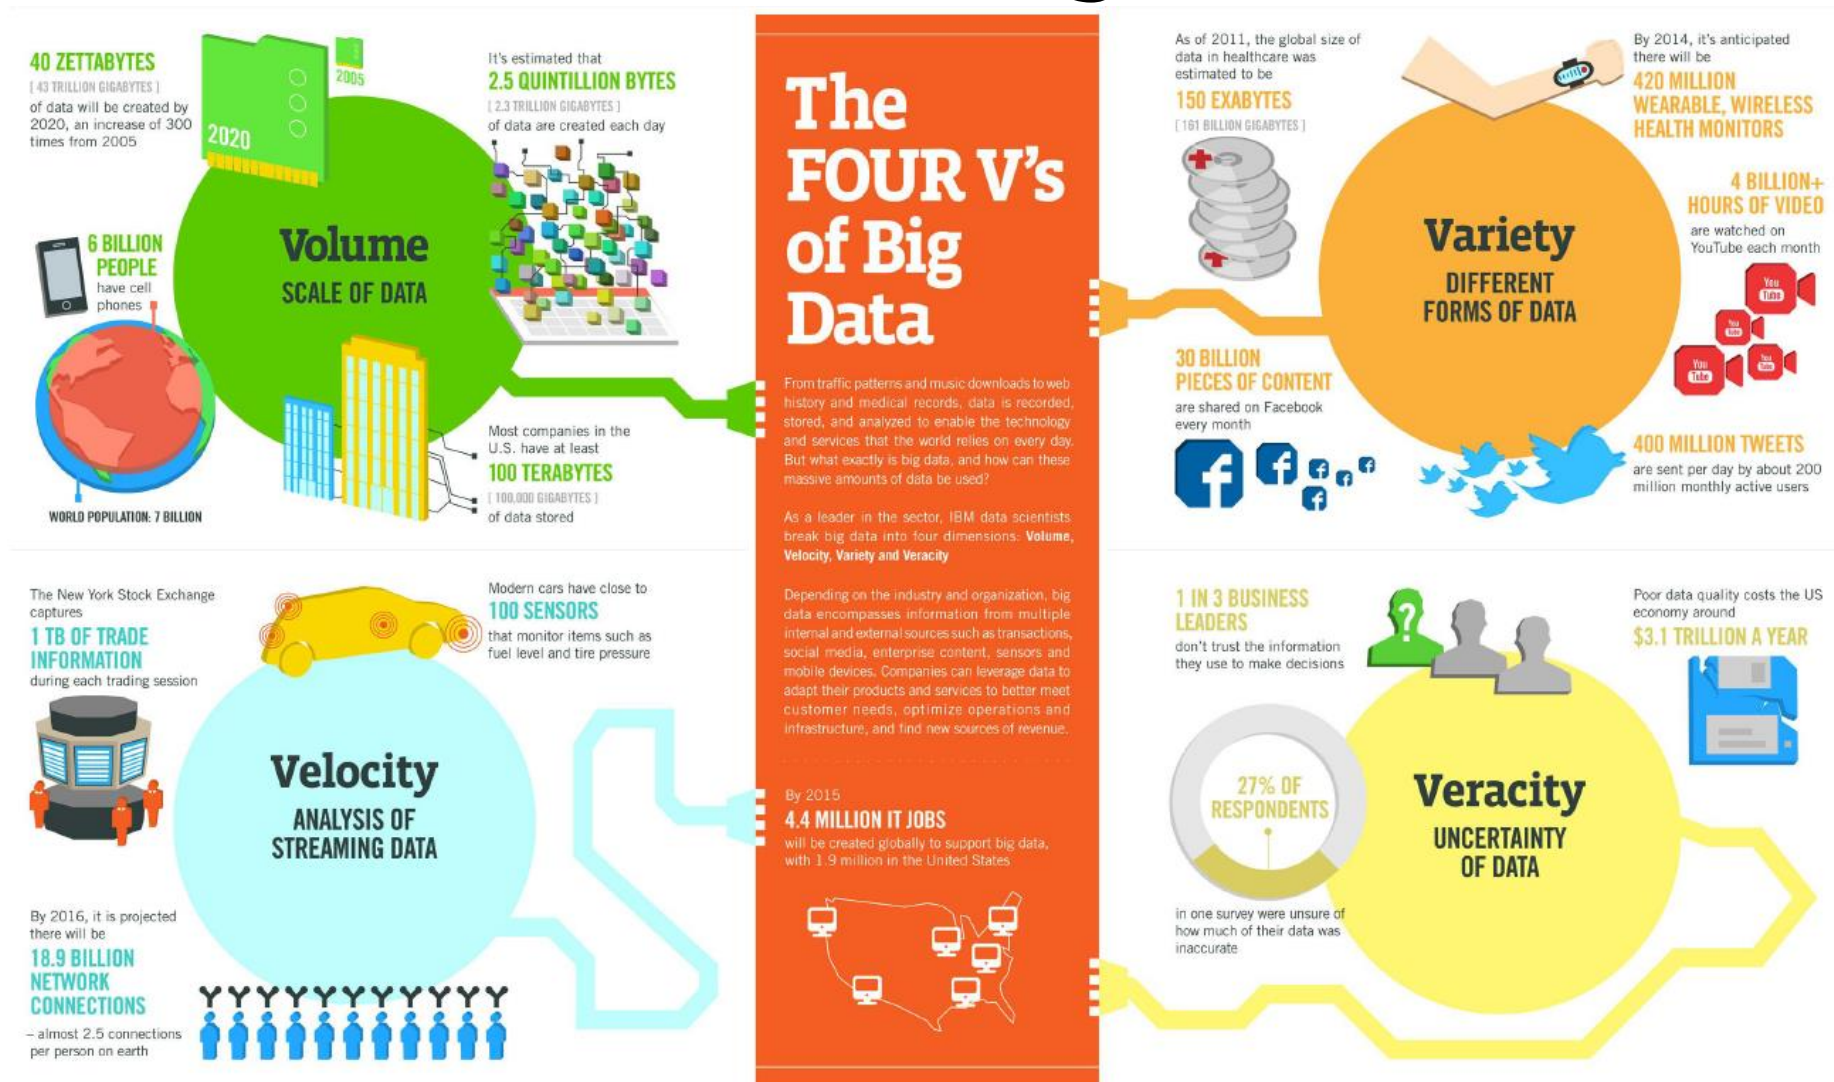 40 ZETTABYTES
[ 43 TRILLION GIGABYTES ]
of data will be created by
2020, an increase of 300
times from 2005
2020
2005
It's estimated that
2.5 QUINTILLION BYTES
[ 2.3 TRILLION GIGABYTES ]
of data are created each day
6 BILLION
PEOPLE
have cell
phones
WORLD POPULATION: 7 BILLION
Volume
SCALE OF DATA
Most companies in the
U.S. have at least
100 TERABYTES
[ 100,000 GIGABYTES ]
of data stored
The New York Stock Exchange
captures
1 TB OF TRADE
INFORMATION
during each trading session
Modern cars have close to
100 SENSORS
that monitor items such as
fuel level and tire pressure
Velocity
ANALYSIS OF
STREAMING DATA
By 2016, it is projected
there will be
18.9 BILLION
NETWORK
CONNECTIONS
– almost 2.5 connections
per person on earth
The
FOUR V's
of Big
Data
From traffic patterns and music downloads to web
history and medical records, data is recorded,
stored, and analyzed to enable the technology
and services that the world relies on every day.
But what exactly is big data, and how can these
massive amounts of data be used?
As a leader in the sector, IBM data scientists
break big data into four dimensions: Volume,
Velocity, Variety and Veracity
Depending on the industry and organization, big
data encompasses information from multiple
internal and external sources such as transactions,
social media, enterprise content, sensors and
mobile devices. Companies can leverage data to
adapt their products and services to better meet
customer needs, optimize operations and
infrastructure, and find new sources of revenue.
By 2015
4.4 MILLION IT JOBS
will be created globally to support big data,
with 1.9 million in the United States
As of 2011, the global size of
data in healthcare was
estimated to be
150 EXABYTES
[ 161 BILLION GIGABYTES ]
By 2014, it's anticipated
there will be
420 MILLION
WEARABLE, WIRELESS
HEALTH MONITORS
4 BILLION+
HOURS OF VIDEO
are watched on
YouTube each month
You
Tube
You
Tube
You
Tube
You
Tube
Variety
DIFFERENT
FORMS OF DATA
30 BILLION
PIECES OF CONTENT
are shared on Facebook
every month
f
f
f
f
f
f
400 MILLION TWEETS
are sent per day by about 200
million monthly active users
1 IN 3 BUSINESS
LEADERS
don't trust the information
they use to make decisions
?
Poor data quality costs the US
economy around
$3.1 TRILLION A YEAR
27% OF
RESPONDENTS
in one survey were unsure of
how much of their data was
inaccurate
Veracity
UNCERTAINTY
OF DATA